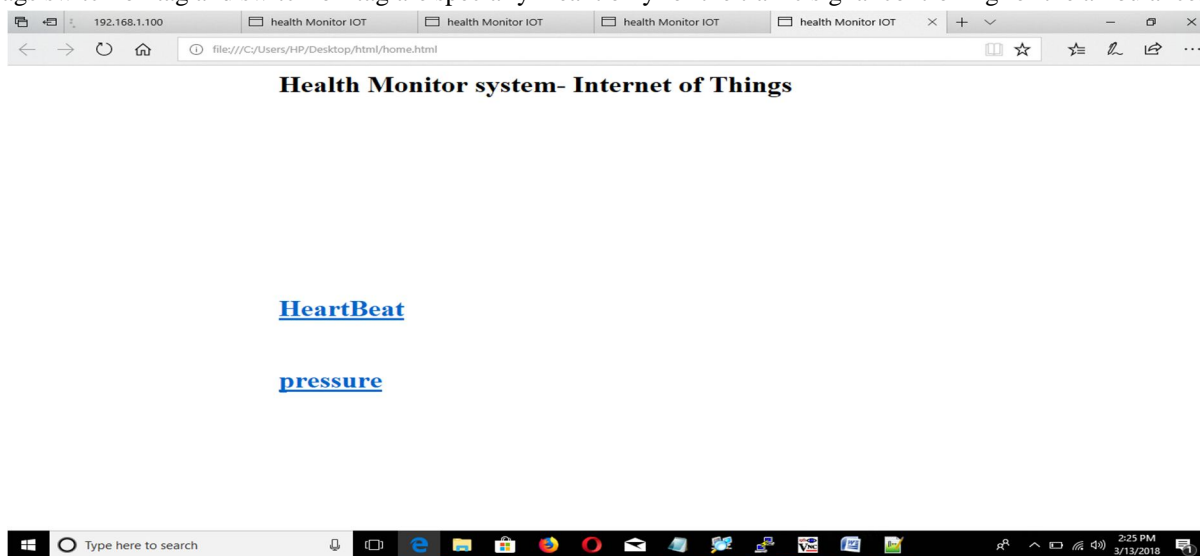 192.168.1.100 health Monitor IOT health Monitor IOT health Monitor IOT health Monitor IOT
file:///C:/Users/HP/Desktop/html/home.html
Health Monitor system- Internet of Things
HeartBeat
pressure
Type here to search
2:25 PM
3/13/2018